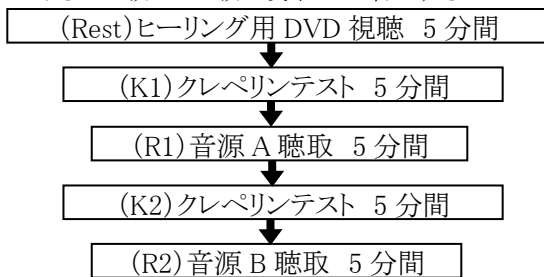 (Rest)ヒーリング用 DVD 視聴 5 分間
(K1)クレペリンテスト 5 分間
(R1)音源 A 聴取 5 分間
(K2)クレペリンテスト 5 分間
(R2)音源 B 聴取 5 分間